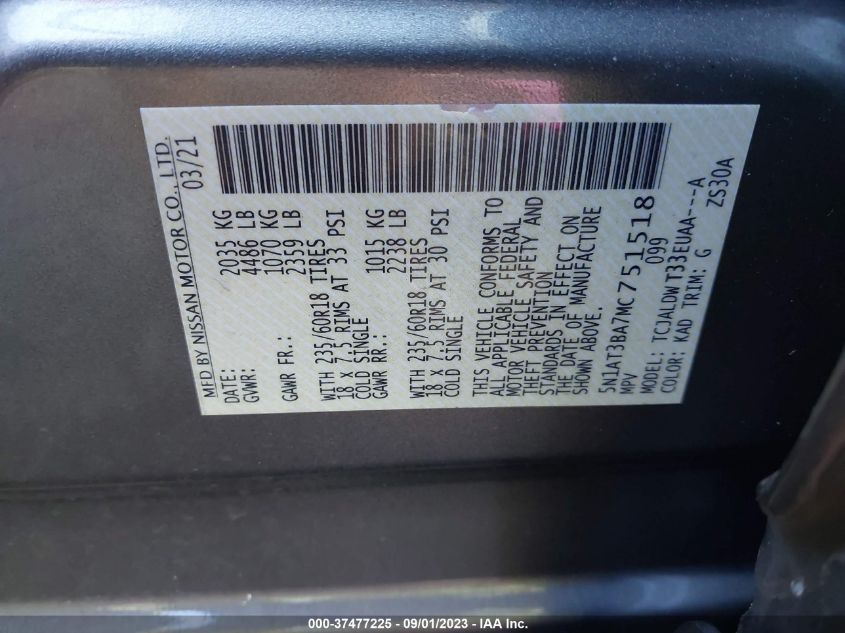 MFD BY NISSAN MOTOR CO., LTD.
DATE: 03/21
GVWR: 2035 KG
4486 LB
GAWR FR.: 1070 KG
2359 LB
WITH 235/60R18 TIRES
18 X 7.5 RIMS AT 33 PSI
COLD SINGLE
GAWR RR.: 1015 KG
2238 LB
WITH 235/60R18 TIRES
18 X 7.5 RIMS AT 30 PSI
COLD SINGLE
THIS VEHICLE CONFORMS TO
ALL APPLICABLE FEDERAL
MOTOR VEHICLE SAFETY AND
THEFT PREVENTION
STANDARDS IN EFFECT ON
THE DATE OF MANUFACTURE
SHOWN ABOVE.
5N1AT3BA7MC751518
MPV 099
MODEL: TCJALDW T33EUAA---A
COLOR: KAD TRIM: G ZS30A
000-37477225 - 09/01/2023 - IAA Inc.